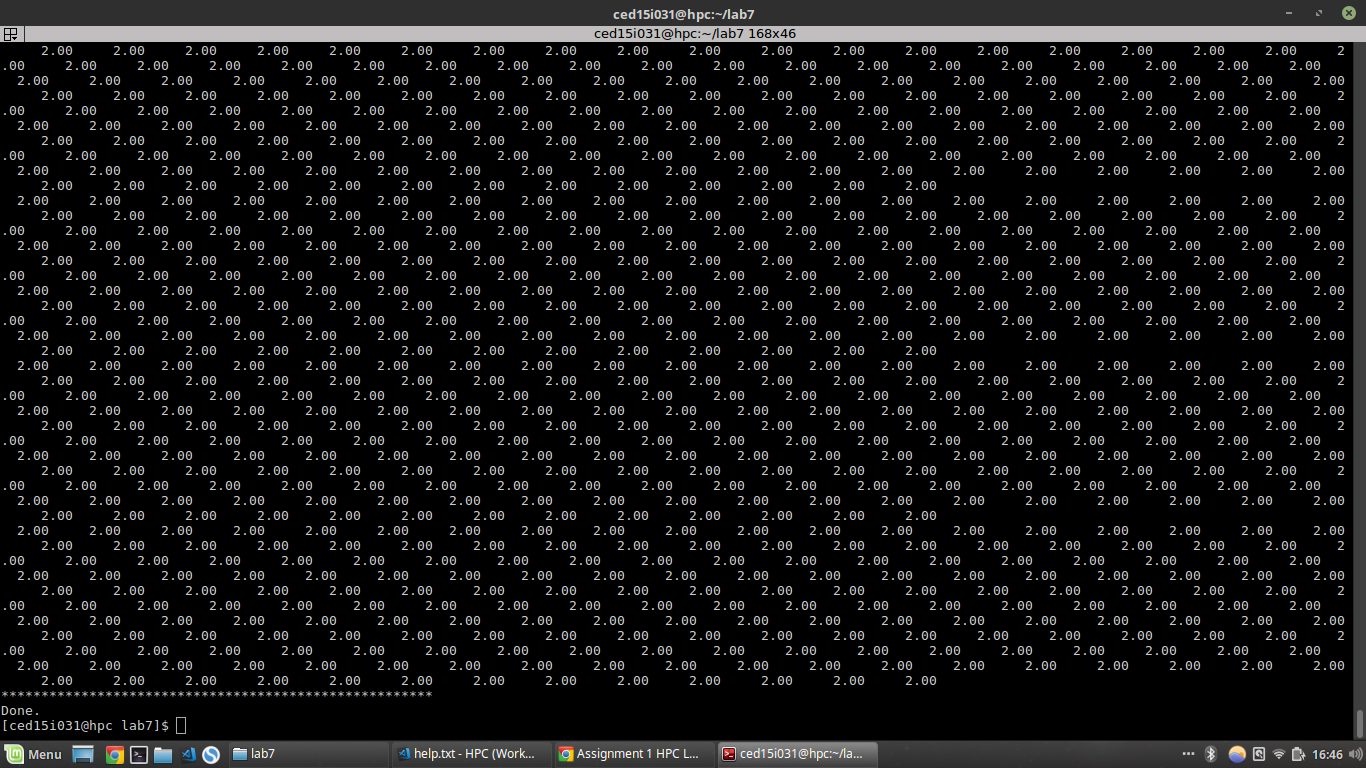 ced15i031@hpc:~/lab7
ced15i031@hpc:~/lab7 168x46
2.00 2.00 2.00 2.00 2.00 2.00 2.00 2.00 2.00 2.00 2.00 2.00 2.00 2.00 2.00 2.00 2.00 2.00 2
.00 2.00 2.00 2.00 2.00 2.00 2.00 2.00 2.00 2.00 2.00 2.00 2.00 2.00 2.00 2.00 2.00 2.00 2.00
2.00 2.00 2.00 2.00 2.00 2.00 2.00 2.00 2.00 2.00 2.00 2.00 2.00 2.00 2.00 2.00 2.00 2.00 2.00
2.00 2.00 2.00 2.00 2.00 2.00 2.00 2.00 2.00 2.00 2.00 2.00 2.00 2.00 2.00 2.00 2.00 2.00 2
.00 2.00 2.00 2.00 2.00 2.00 2.00 2.00 2.00 2.00 2.00 2.00 2.00 2.00 2.00 2.00 2.00 2.00 2.00
2.00 2.00 2.00 2.00 2.00 2.00 2.00 2.00 2.00 2.00 2.00 2.00 2.00 2.00 2.00 2.00 2.00 2.00 2.00
2.00 2.00 2.00 2.00 2.00 2.00 2.00 2.00 2.00 2.00 2.00 2.00 2.00 2.00 2.00 2.00 2.00 2.00 2
.00 2.00 2.00 2.00 2.00 2.00 2.00 2.00 2.00 2.00 2.00 2.00 2.00 2.00 2.00 2.00 2.00 2.00 2.00
2.00 2.00 2.00 2.00 2.00 2.00 2.00 2.00 2.00 2.00 2.00 2.00 2.00 2.00 2.00 2.00 2.00 2.00 2.00
2.00 2.00 2.00 2.00 2.00 2.00 2.00 2.00 2.00 2.00 2.00 2.00 2.00
2.00 2.00 2.00 2.00 2.00 2.00 2.00 2.00 2.00 2.00 2.00 2.00 2.00 2.00 2.00 2.00 2.00 2.00 2.00
2.00 2.00 2.00 2.00 2.00 2.00 2.00 2.00 2.00 2.00 2.00 2.00 2.00 2.00 2.00 2.00 2.00 2.00 2
.00 2.00 2.00 2.00 2.00 2.00 2.00 2.00 2.00 2.00 2.00 2.00 2.00 2.00 2.00 2.00 2.00 2.00 2.00
2.00 2.00 2.00 2.00 2.00 2.00 2.00 2.00 2.00 2.00 2.00 2.00 2.00 2.00 2.00 2.00 2.00 2.00 2.00
2.00 2.00 2.00 2.00 2.00 2.00 2.00 2.00 2.00 2.00 2.00 2.00 2.00 2.00 2.00 2.00 2.00 2.00 2
.00 2.00 2.00 2.00 2.00 2.00 2.00 2.00 2.00 2.00 2.00 2.00 2.00 2.00 2.00 2.00 2.00 2.00 2.00
2.00 2.00 2.00 2.00 2.00 2.00 2.00 2.00 2.00 2.00 2.00 2.00 2.00 2.00 2.00 2.00 2.00 2.00 2.00
2.00 2.00 2.00 2.00 2.00 2.00 2.00 2.00 2.00 2.00 2.00 2.00 2.00 2.00 2.00 2.00 2.00 2.00 2
.00 2.00 2.00 2.00 2.00 2.00 2.00 2.00 2.00 2.00 2.00 2.00 2.00 2.00 2.00 2.00 2.00 2.00 2.00
2.00 2.00 2.00 2.00 2.00 2.00 2.00 2.00 2.00 2.00 2.00 2.00 2.00 2.00 2.00 2.00 2.00 2.00 2.00
2.00 2.00 2.00 2.00 2.00 2.00 2.00 2.00 2.00 2.00 2.00 2.00 2.00
2.00 2.00 2.00 2.00 2.00 2.00 2.00 2.00 2.00 2.00 2.00 2.00 2.00 2.00 2.00 2.00 2.00 2.00 2.00
2.00 2.00 2.00 2.00 2.00 2.00 2.00 2.00 2.00 2.00 2.00 2.00 2.00 2.00 2.00 2.00 2.00 2.00 2
.00 2.00 2.00 2.00 2.00 2.00 2.00 2.00 2.00 2.00 2.00 2.00 2.00 2.00 2.00 2.00 2.00 2.00 2.00
2.00 2.00 2.00 2.00 2.00 2.00 2.00 2.00 2.00 2.00 2.00 2.00 2.00 2.00 2.00 2.00 2.00 2.00 2.00
2.00 2.00 2.00 2.00 2.00 2.00 2.00 2.00 2.00 2.00 2.00 2.00 2.00 2.00 2.00 2.00 2.00 2.00 2
.00 2.00 2.00 2.00 2.00 2.00 2.00 2.00 2.00 2.00 2.00 2.00 2.00 2.00 2.00 2.00 2.00 2.00 2.00
2.00 2.00 2.00 2.00 2.00 2.00 2.00 2.00 2.00 2.00 2.00 2.00 2.00 2.00 2.00 2.00 2.00 2.00 2.00
2.00 2.00 2.00 2.00 2.00 2.00 2.00 2.00 2.00 2.00 2.00 2.00 2.00 2.00 2.00 2.00 2.00 2.00 2
.00 2.00 2.00 2.00 2.00 2.00 2.00 2.00 2.00 2.00 2.00 2.00 2.00 2.00 2.00 2.00 2.00 2.00 2.00
2.00 2.00 2.00 2.00 2.00 2.00 2.00 2.00 2.00 2.00 2.00 2.00 2.00 2.00 2.00 2.00 2.00 2.00 2.00
2.00 2.00 2.00 2.00 2.00 2.00 2.00 2.00 2.00 2.00 2.00 2.00 2.00
2.00 2.00 2.00 2.00 2.00 2.00 2.00 2.00 2.00 2.00 2.00 2.00 2.00 2.00 2.00 2.00 2.00 2.00 2.00
2.00 2.00 2.00 2.00 2.00 2.00 2.00 2.00 2.00 2.00 2.00 2.00 2.00 2.00 2.00 2.00 2.00 2.00 2
.00 2.00 2.00 2.00 2.00 2.00 2.00 2.00 2.00 2.00 2.00 2.00 2.00 2.00 2.00 2.00 2.00 2.00 2.00
2.00 2.00 2.00 2.00 2.00 2.00 2.00 2.00 2.00 2.00 2.00 2.00 2.00 2.00 2.00 2.00 2.00 2.00 2.00
2.00 2.00 2.00 2.00 2.00 2.00 2.00 2.00 2.00 2.00 2.00 2.00 2.00 2.00 2.00 2.00 2.00 2.00 2
.00 2.00 2.00 2.00 2.00 2.00 2.00 2.00 2.00 2.00 2.00 2.00 2.00 2.00 2.00 2.00 2.00 2.00 2.00
2.00 2.00 2.00 2.00 2.00 2.00 2.00 2.00 2.00 2.00 2.00 2.00 2.00 2.00 2.00 2.00 2.00 2.00 2.00
2.00 2.00 2.00 2.00 2.00 2.00 2.00 2.00 2.00 2.00 2.00 2.00 2.00 2.00 2.00 2.00 2.00 2.00 2
.00 2.00 2.00 2.00 2.00 2.00 2.00 2.00 2.00 2.00 2.00 2.00 2.00 2.00 2.00 2.00 2.00 2.00 2.00
2.00 2.00 2.00 2.00 2.00 2.00 2.00 2.00 2.00 2.00 2.00 2.00 2.00 2.00 2.00 2.00 2.00 2.00 2.00
2.00 2.00 2.00 2.00 2.00 2.00 2.00 2.00 2.00 2.00 2.00 2.00 2.00
******************************************************
Done.
[ced15i031@hpc lab7]$
Menu lab7 help.txt - HPC (Work... Assignment 1 HPC L... ced15i031@hpc:~/la... 16:46